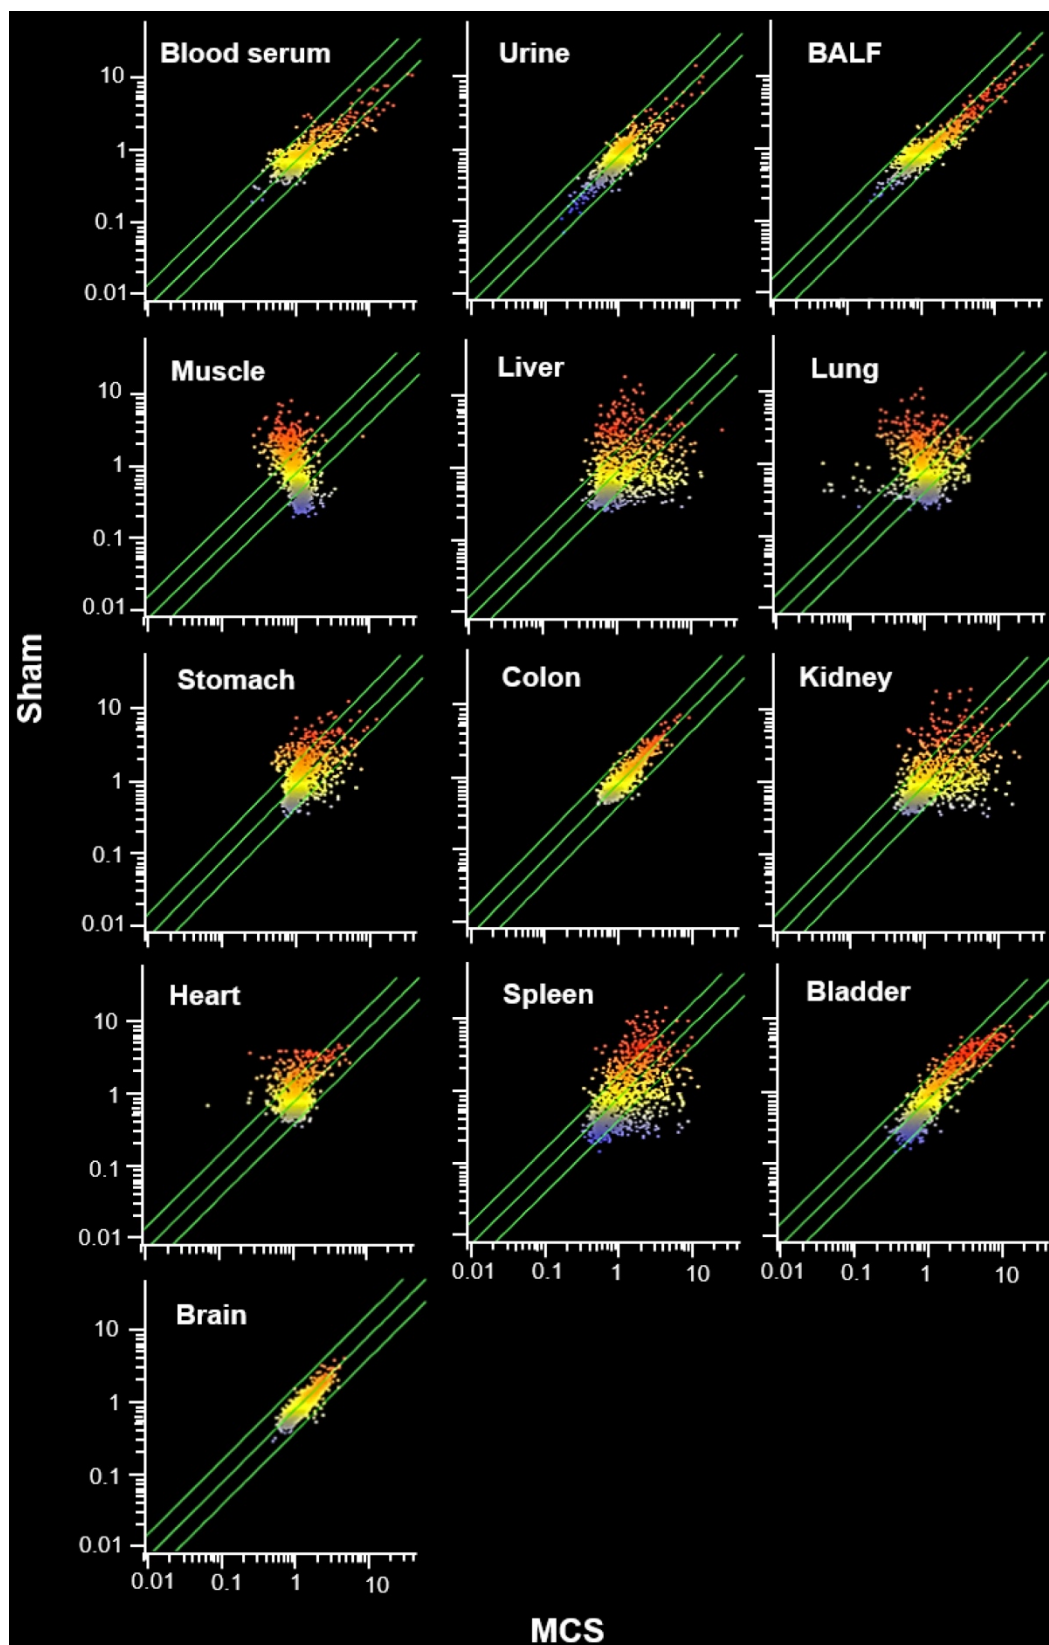 Blood serum
Urine
BALF
10
1
0.1
0.01
Muscle
Liver
Lung
10
1
0.1
0.01
Sham
Stomach
Colon
Kidney
10
1
0.1
0.01
Heart
Spleen
Bladder
10
1
0.1
0.01
0.01 0.1 1 10
0.01 0.1 1 10
Brain
10
1
0.1
0.01
0.01 0.1 1 10
MCS